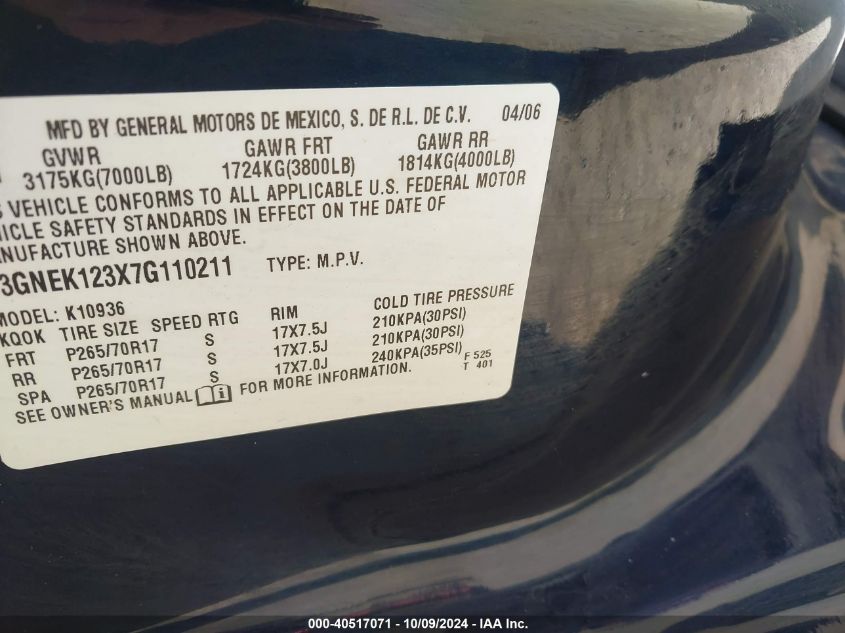 MFD BY GENERAL MOTORS DE MEXICO, S. DE R.L. DE C.V. 04/06
GVWR GAWR FRT GAWR RR
3175KG(7000LB) 1724KG(3800LB) 1814KG(4000LB)
S VEHICLE CONFORMS TO ALL APPLICABLE U.S. FEDERAL MOTOR
HICLE SAFETY STANDARDS IN EFFECT ON THE DATE OF
ANUFACTURE SHOWN ABOVE.
3GNEK123X7G110211 TYPE: M.P.V.
MODEL: K10936
KQOK TIRE SIZE SPEED RTG RIM COLD TIRE PRESSURE
FRT P265/70R17 S 17X7.5J 210KPA(30PSI)
RR P265/70R17 S 17X7.5J 210KPA(30PSI)
SPA P265/70R17 S 17X7.0J 240KPA(35PSI) F 525
T 401
SEE OWNER'S MANUAL FOR MORE INFORMATION.
000-40517071 - 10/09/2024 - IAA Inc.